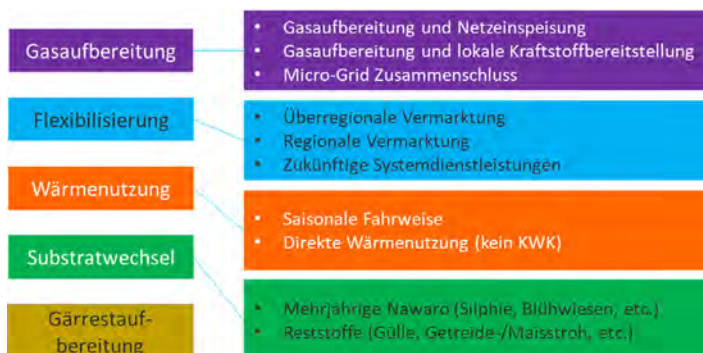 Gasaufbereitung
• Gasaufbereitung und Netzeinspeisung
• Gasaufbereitung und lokale Kraftstoffbereitstellung
• Micro-Grid Zusammenschluss
Flexibilisierung
• Überregionale Vermarktung
• Regionale Vermarktung
• Zukünftige Systemdienstleistungen
Wärmenutzung
• Saisonale Fahrweise
• Direkte Wärmenutzung (kein KWK)
Substratwechsel
• Mehrjährige Nawaro (Silphie, Blühwiesen, etc.)
• Reststoffe (Gülle, Getreide-/Maisstroh, etc.)
Gärrestauf-
bereitung